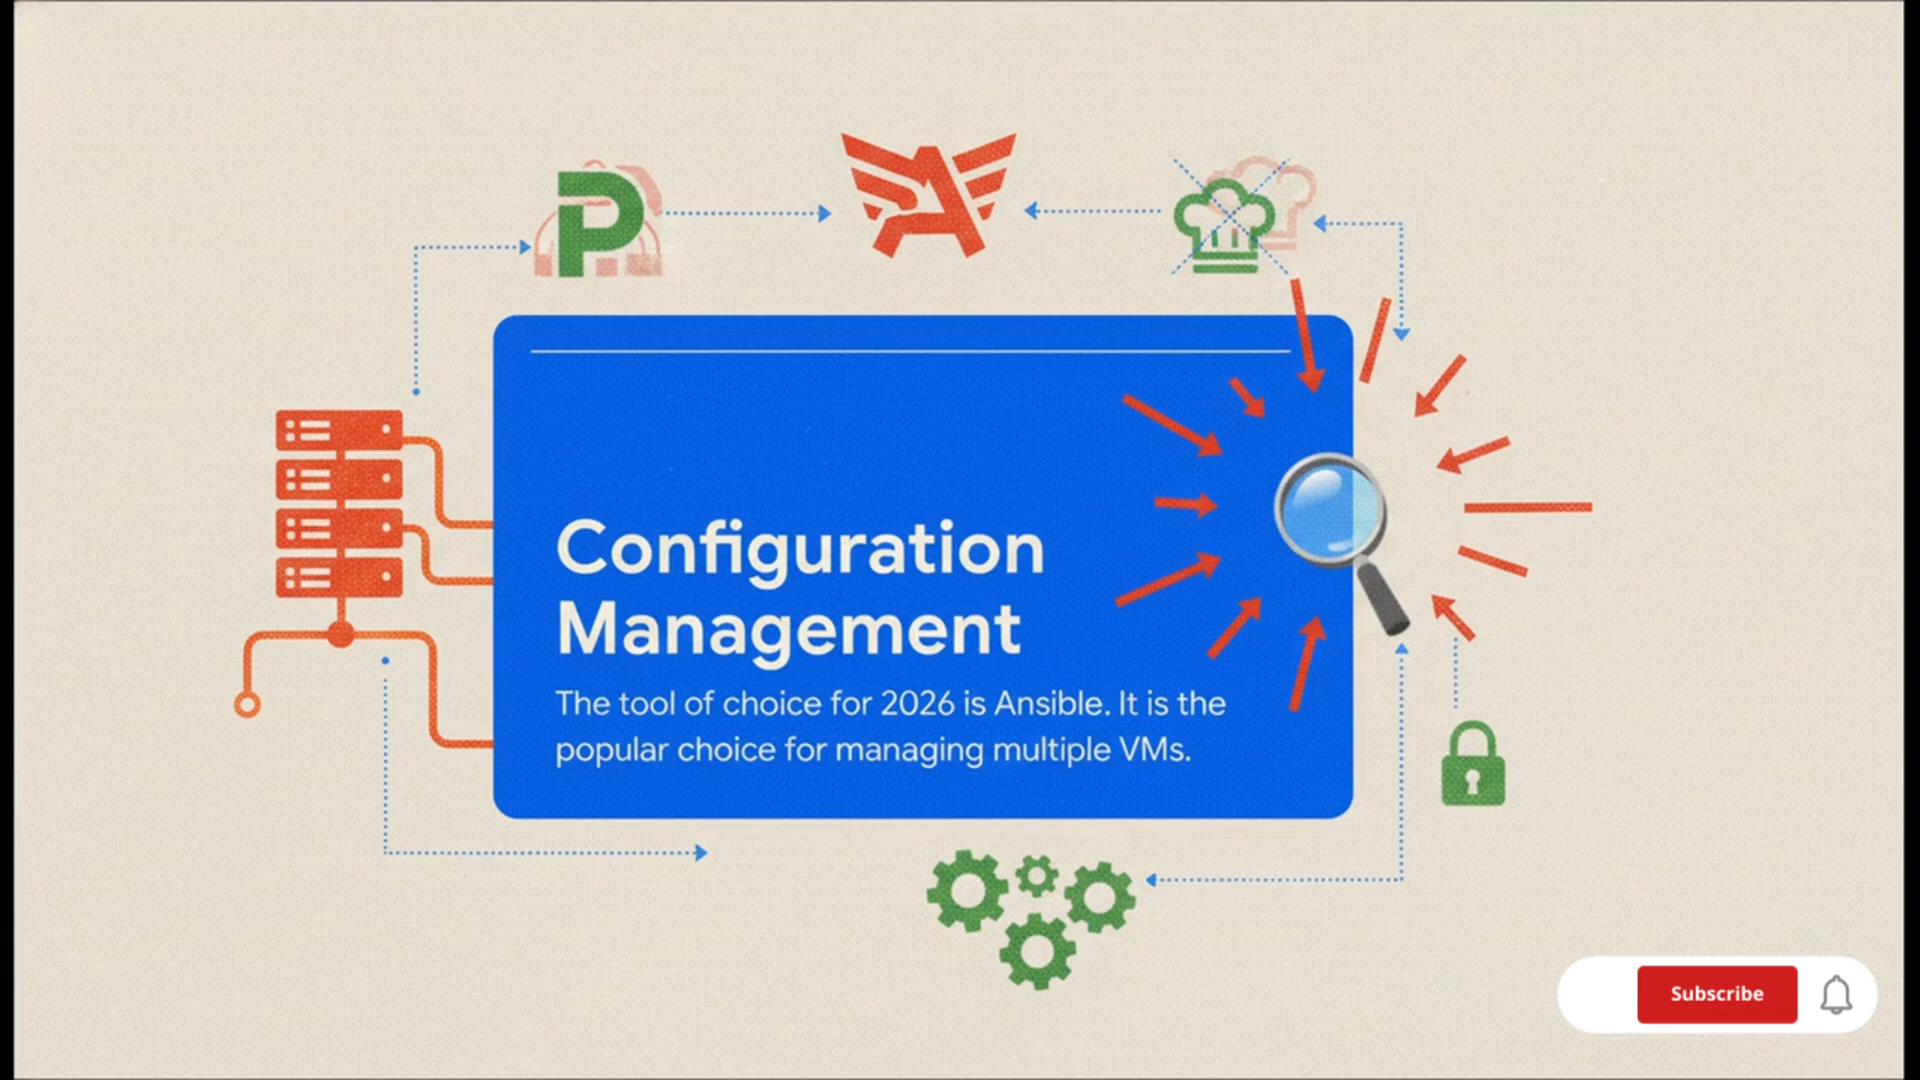 P
A
Configuration
Management
The tool of choice for 2026 is Ansible. It is the
popular choice for managing multiple VMs.
Subscribe